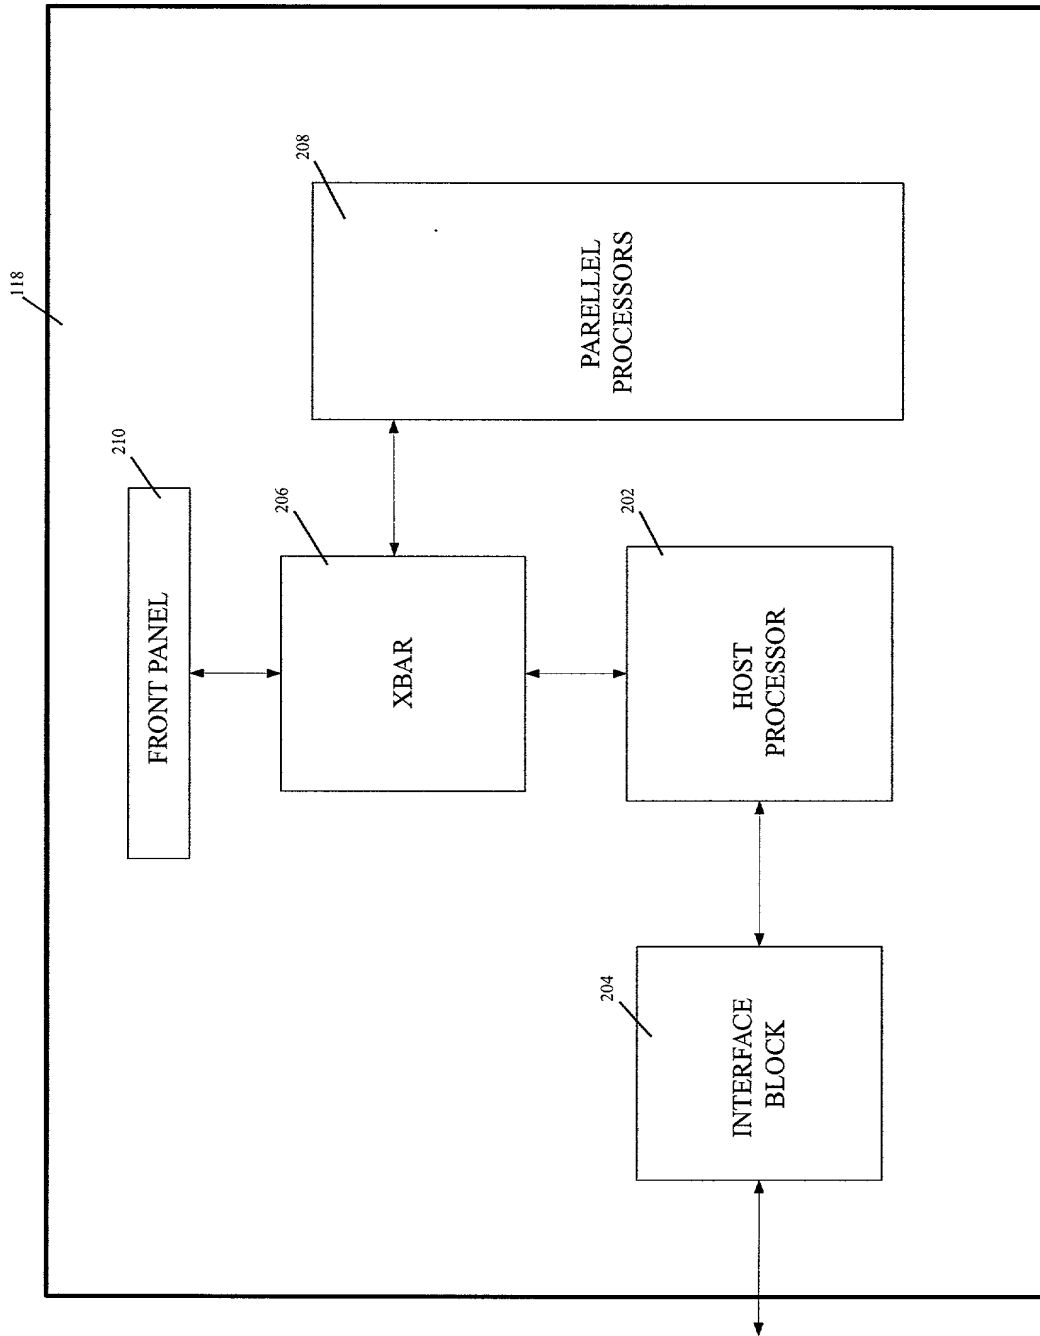 118
210
FRONT PANEL
208
206
XBAR
PARELLEL
PROCESSORS
204
INTERFACE
BLOCK
202
HOST
PROCESSOR